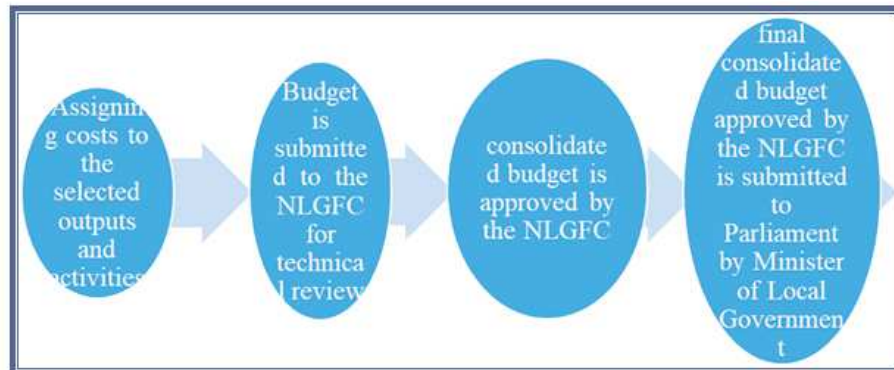 Assignin
g costs to
the
selected
outputs
and
activities
Budget
is
submitte
d to the
NLGFC
for
technica
l review
consolidate
d budget is
approved by
the NLGFC
final
consolidate
d budget
approved by
the NLGFC
is submitted
to
Parliament
by Minister
of Local
Governmen
t